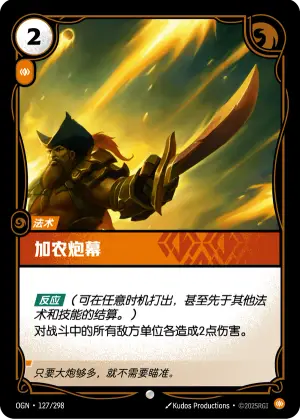 2
法术
加农炮幕
反应 (可在任意时机打出,甚至先于其他法
术和技能的结算。)
对战斗中的所有敌方单位各造成2点伤害。
只要大炮够多,就不需要瞄准。
OGN • 127/298
Kudos Productions • ©2025RGI